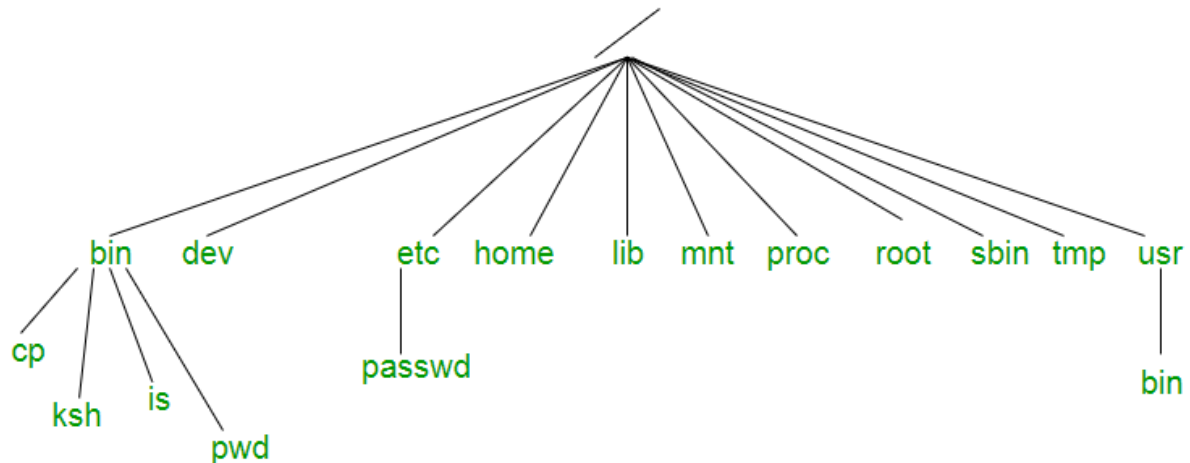 /
bin dev etc home lib mnt proc root sbin tmp usr
cp
passwd
bin
is
ksh
pwd